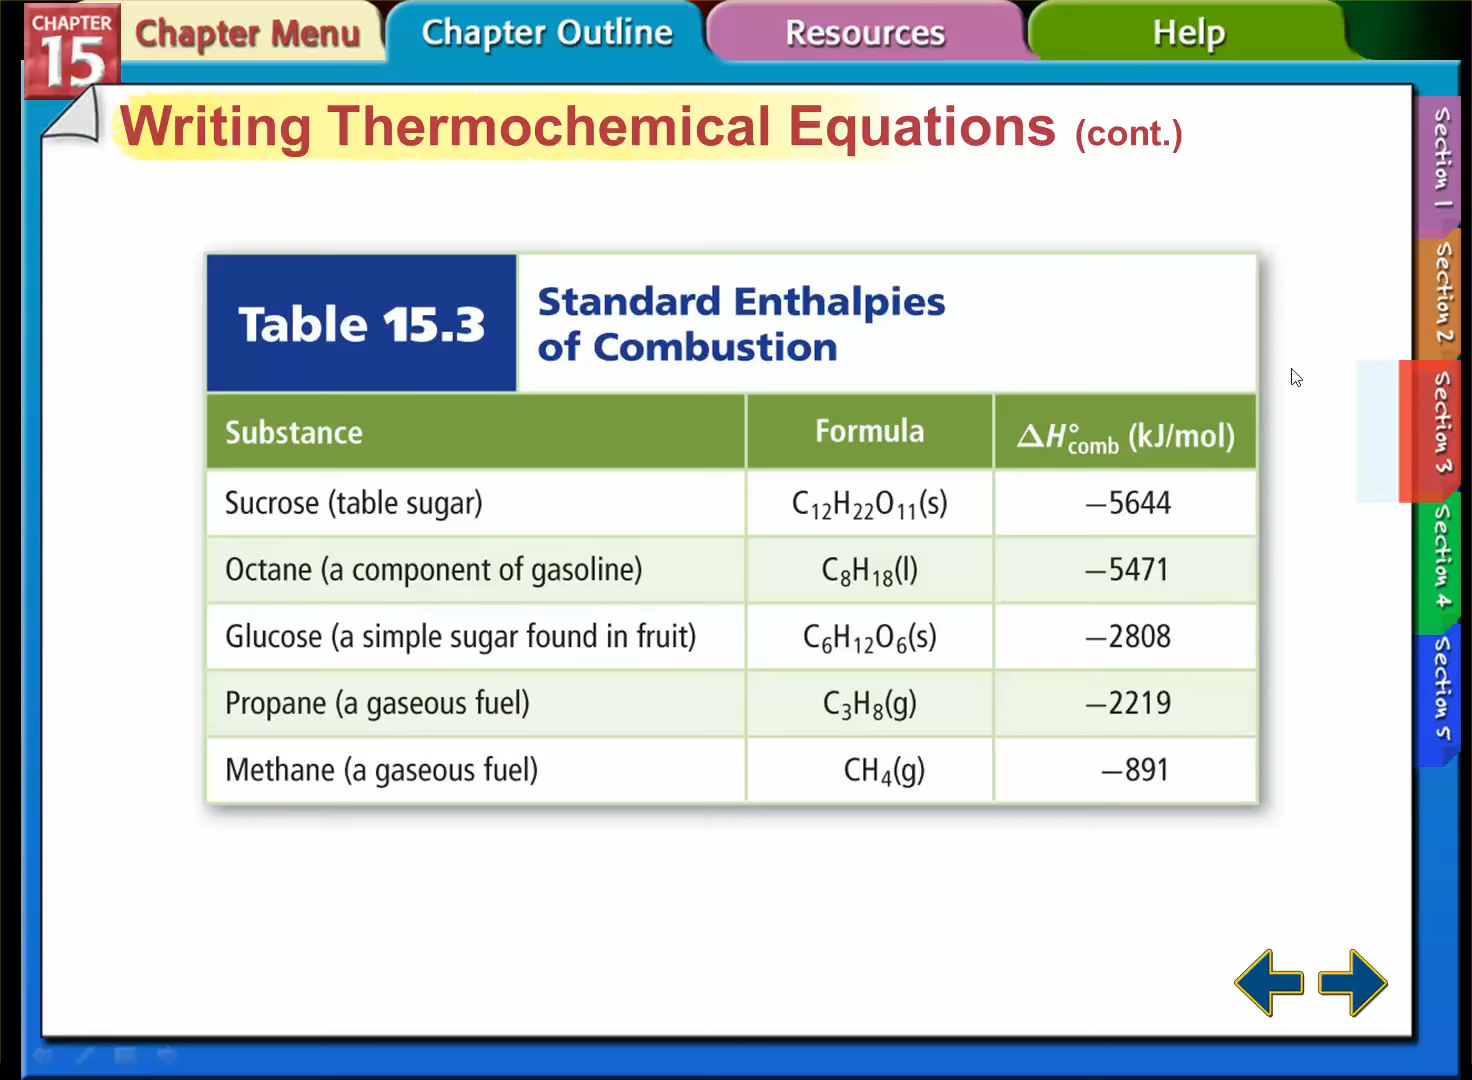 CHAPTER
15
Chapter Menu
Chapter Outline
Resources
Help
Writing Thermochemical Equations (cont.)
Table 15.3
Standard Enthalpies
of Combustion
Substance Formula ΔH°comb (kJ/mol)
Sucrose (table sugar) C₁₂H₂₂O₁₁(s) −5644
Octane (a component of gasoline) C₈H₁₈(l) −5471
Glucose (a simple sugar found in fruit) C₆H₁₂O₆(s) −2808
Propane (a gaseous fuel) C₃H₈(g) −2219
Methane (a gaseous fuel) CH₄(g) −891
Section 1
Section 2
Section 3
Section 4
Section 5